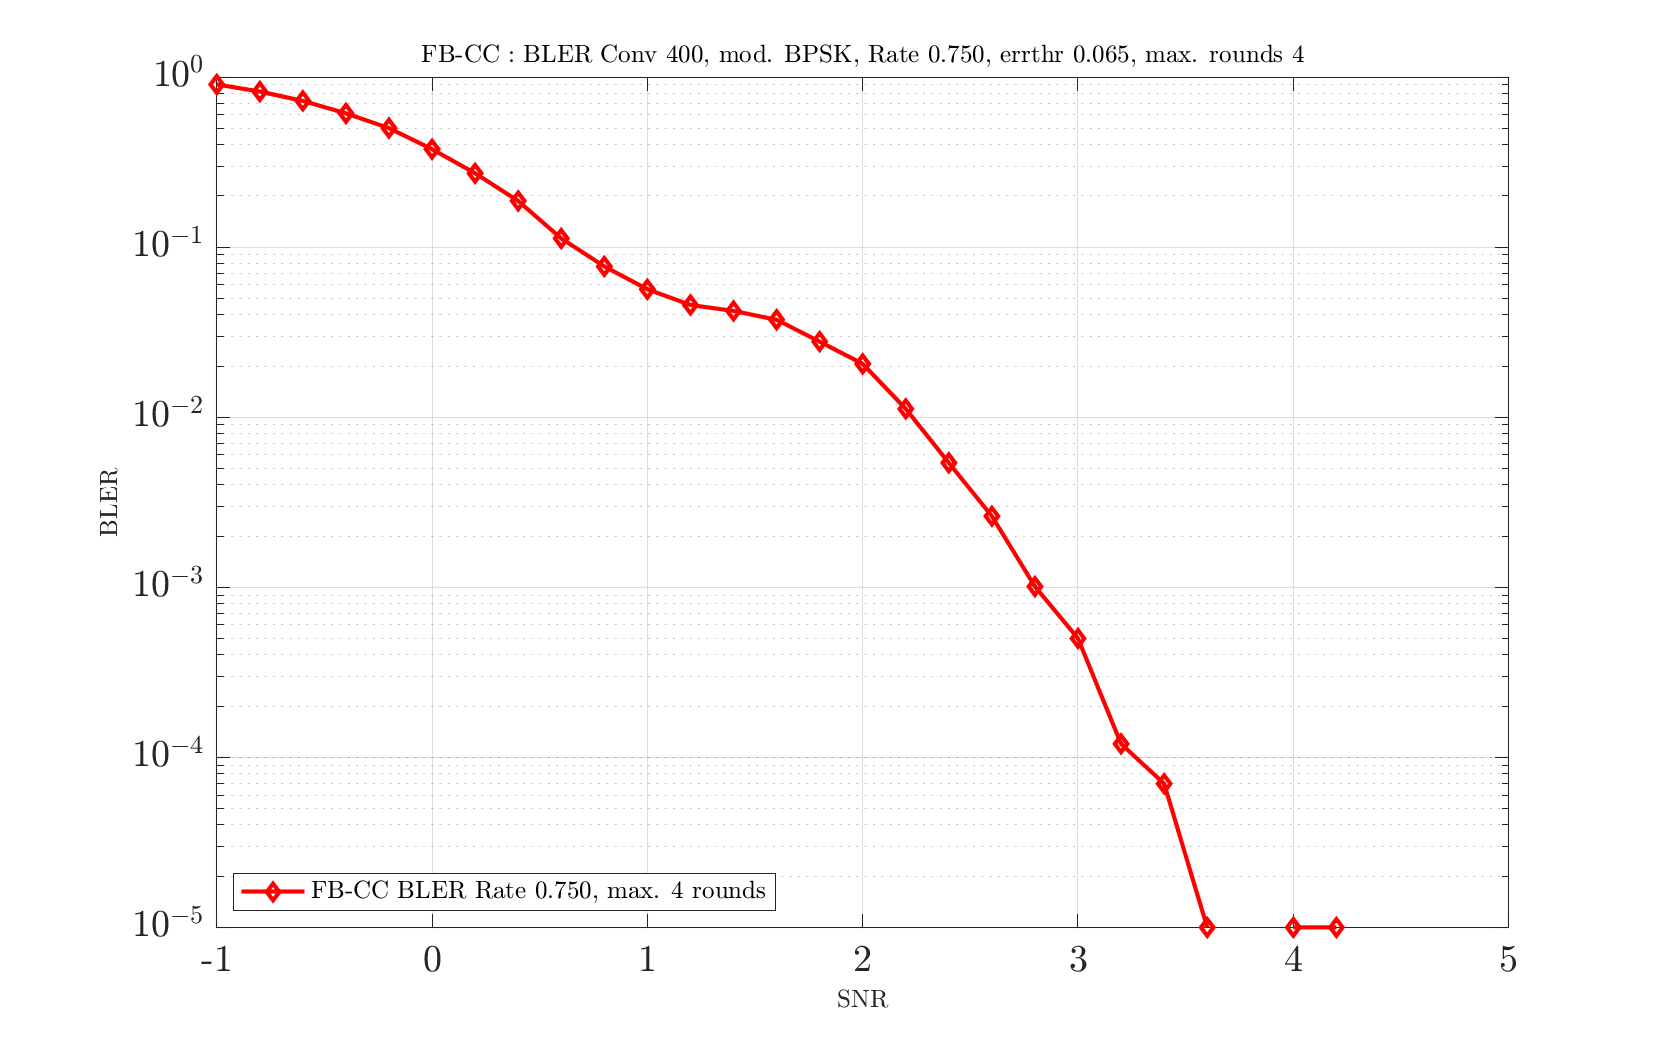 FB-CC : BLER Conv 400, mod. BPSK, Rate 0.750, errthr 0.065, max. rounds 4
10⁰
10⁻¹
10⁻²
10⁻³
10⁻⁴
10⁻⁵
BLER
FB-CC BLER Rate 0.750, max. 4 rounds
-1 0 1 2 3 4 5
SNR